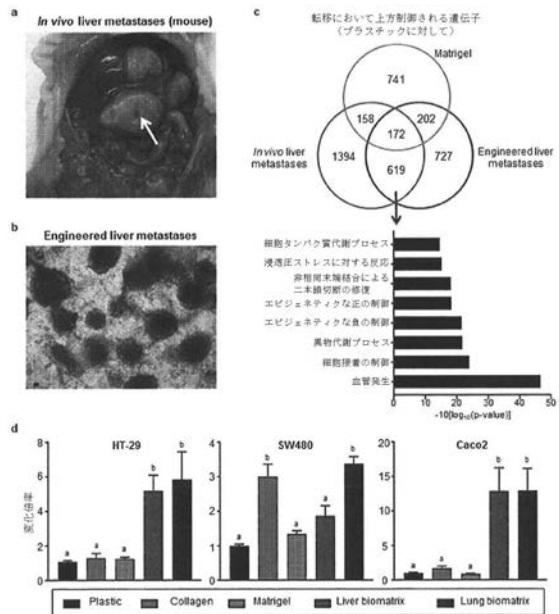 a
In vivo liver metastases (mouse)
b
Engineered liver metastases
c
転移において上方制御される遺伝子
(プラスチックに対して)
Matrigel
741
158
202
172
In vivo liver
metastases
1394
619
727
Engineered liver
metastases
細胞タンパク質代謝プロセス
浸透圧ストレスに対する反応
非相同末端結合による
二本鎖切断の修復
エピジェネティクな正の制御
エピジェネティクな負の制御
異物代謝プロセス
細胞接着の制御
血管発生
0 10 20 30 40 50
-10[log10(p-value)]
d
変化倍率
HT-29
8
6
4
2
0
a a a b b
SW480
4
3
2
1
0
a b a a b
Caco2
20
15
10
5
0
a a a b b
Plastic Collagen Matrigel Liver biomatrix Lung biomatrix